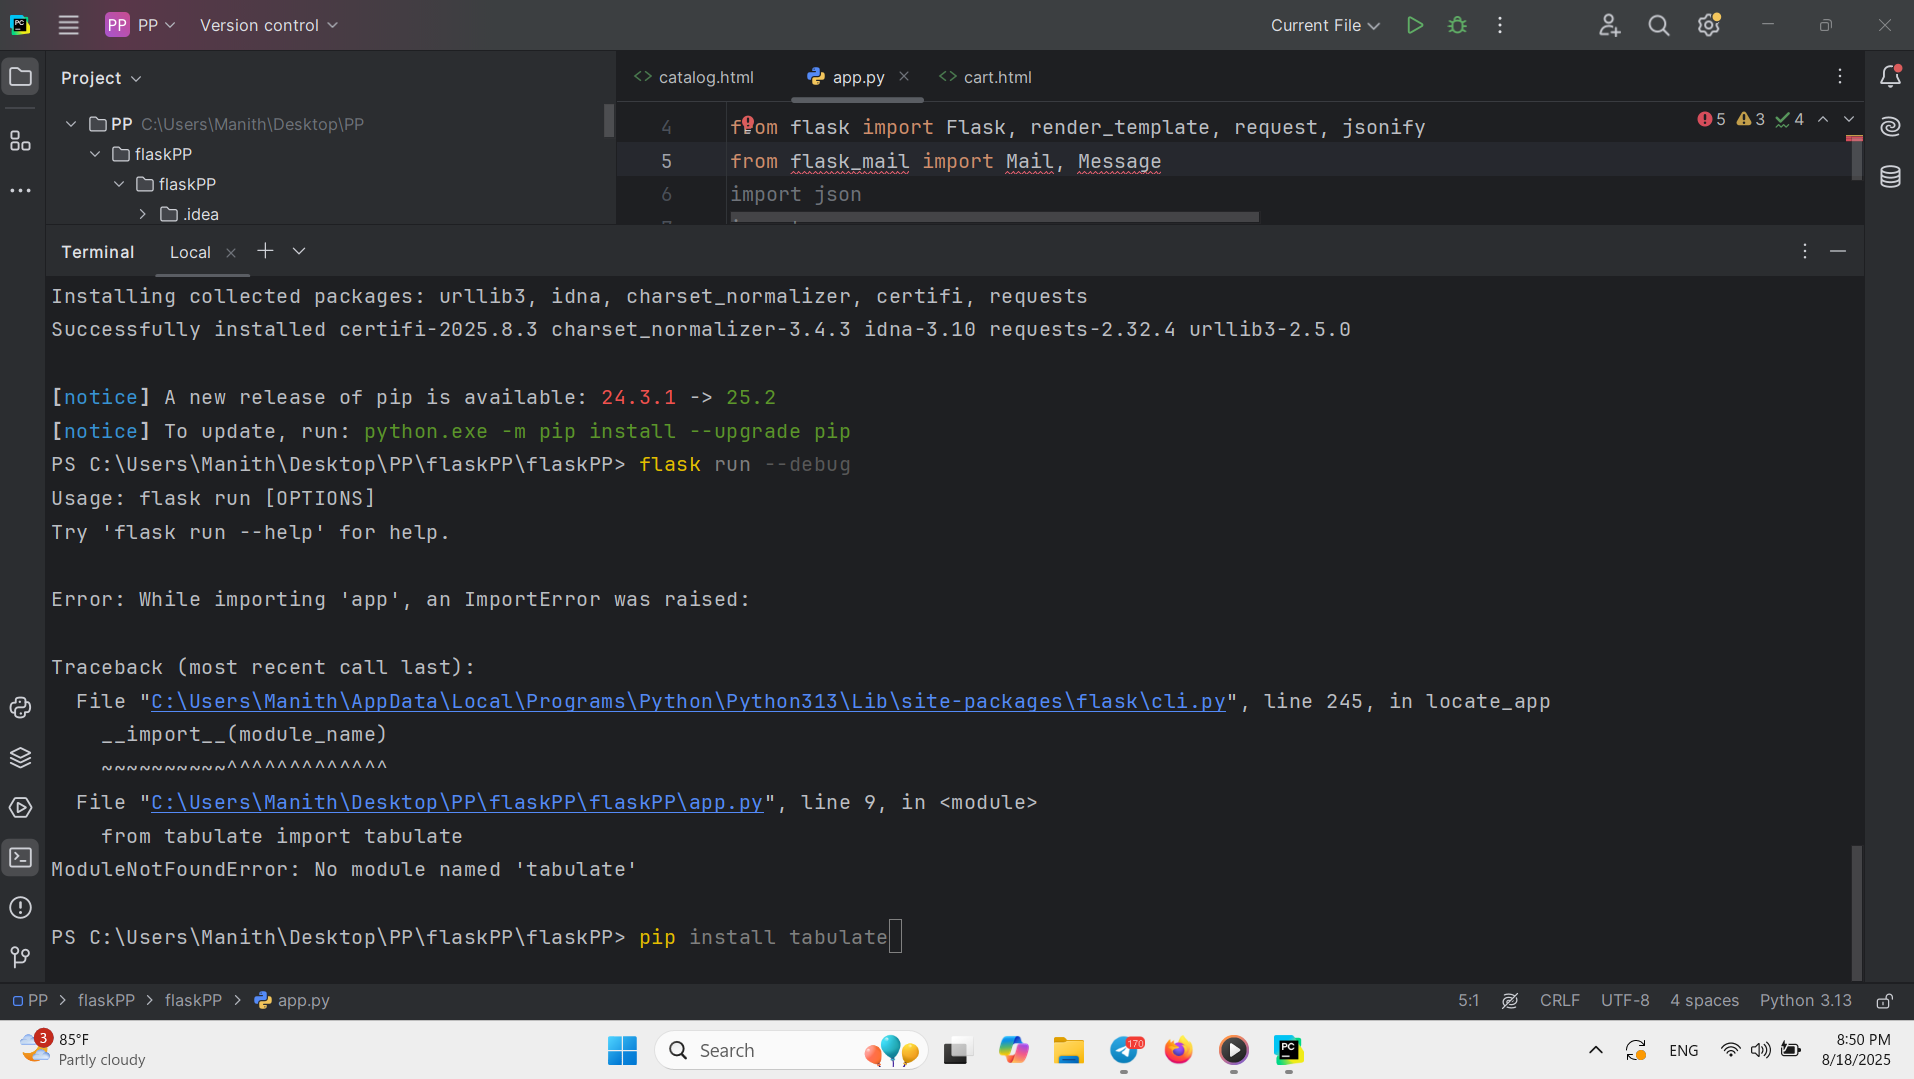 PP PP Version control Current File
Project
catalog.html app.py cart.html
PP C:\Users\Manith\Desktop\PP
flaskPP
flaskPP
.idea
4 from flask import Flask, render_template, request, jsonify
5 from flask_mail import Mail, Message
6 import json
5 3 4
Terminal Local
Installing collected packages: urllib3, idna, charset_normalizer, certifi, requests
Successfully installed certifi-2025.8.3 charset_normalizer-3.4.3 idna-3.10 requests-2.32.4 urllib3-2.5.0
[notice] A new release of pip is available: 24.3.1 -> 25.2
[notice] To update, run: python.exe -m pip install --upgrade pip
PS C:\Users\Manith\Desktop\PP\flaskPP\flaskPP> flask run --debug
Usage: flask run [OPTIONS]
Try 'flask run --help' for help.
Error: While importing 'app', an ImportError was raised:
Traceback (most recent call last):
File "C:\Users\Manith\AppData\Local\Programs\Python\Python313\Lib\site-packages\flask\cli.py", line 245, in locate_app
__import__(module_name)
~~~~~~~~~~^^^^^^^^^^^^^
File "C:\Users\Manith\Desktop\PP\flaskPP\flaskPP\app.py", line 9, in <module>
from tabulate import tabulate
ModuleNotFoundError: No module named 'tabulate'
PS C:\Users\Manith\Desktop\PP\flaskPP\flaskPP> pip install tabulate
PP > flaskPP > flaskPP > app.py 5:1 CRLF UTF-8 4 spaces Python 3.13
3 85°F
Partly cloudy
Search
PC
170
PC
ENG
8:50 PM
8/18/2025